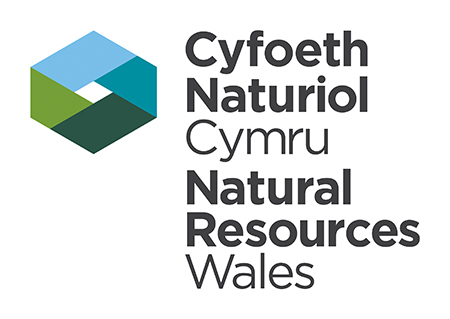 Cyfoeth
Naturiol
Cymru
Natural
Resources
Wales